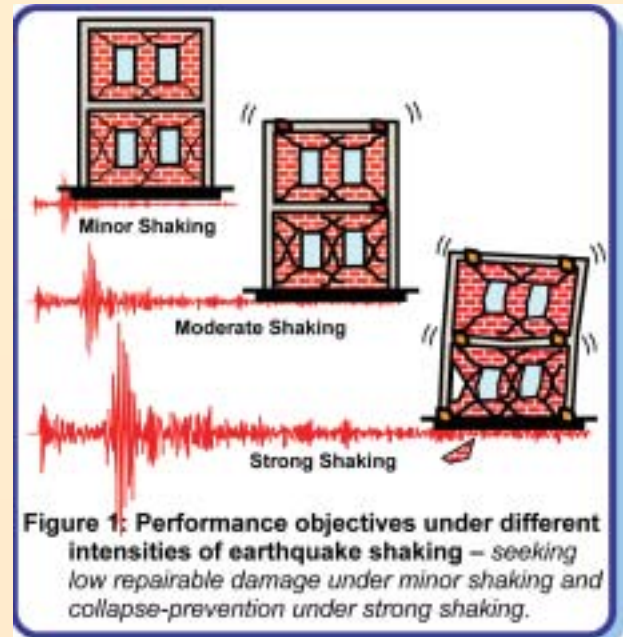 Minor Shaking
Moderate Shaking
Strong Shaking
Figure 1: Performance objectives under different
intensities of earthquake shaking – seeking
low repairable damage under minor shaking and
collapse-prevention under strong shaking.